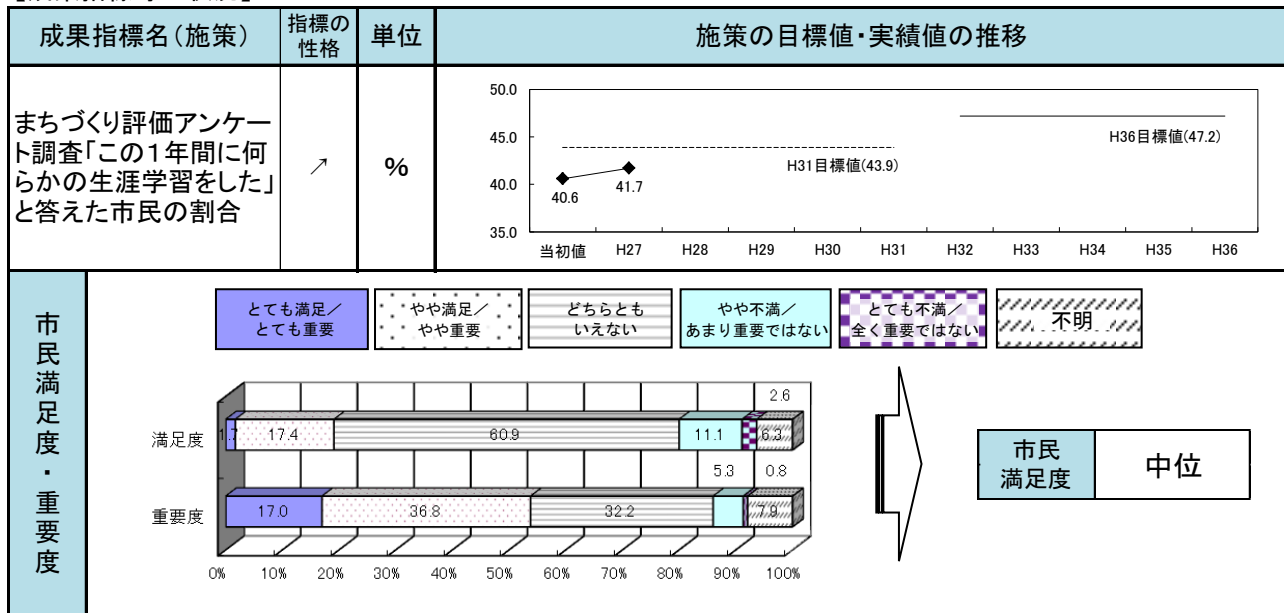 成果指標名(施策)
指標の
性格
単位
施策の目標値・実績値の推移
まちづくり評価アンケー
ト調査「この1年間に何
らかの生涯学習をした」
と答えた市民の割合
↗
%
50.0
45.0
40.0
35.0
40.6
41.7
H31目標値(43.9)
H36目標値(47.2)
当初値 H27 H28 H29 H30 H31 H32 H33 H34 H35 H36
市民満足度・重要度
とても満足/
とても重要
やや満足/
やや重要
どちらとも
いえない
やや不満/
あまり重要ではない
とても不満/
全く重要ではない
不明
2.6
満足度 1.7 17.4 60.9 11.1 6.3
5.3 0.8
重要度 17.0 36.8 32.2 7.9
0% 10% 20% 30% 40% 50% 60% 70% 80% 90% 100%
市民
満足度
中位